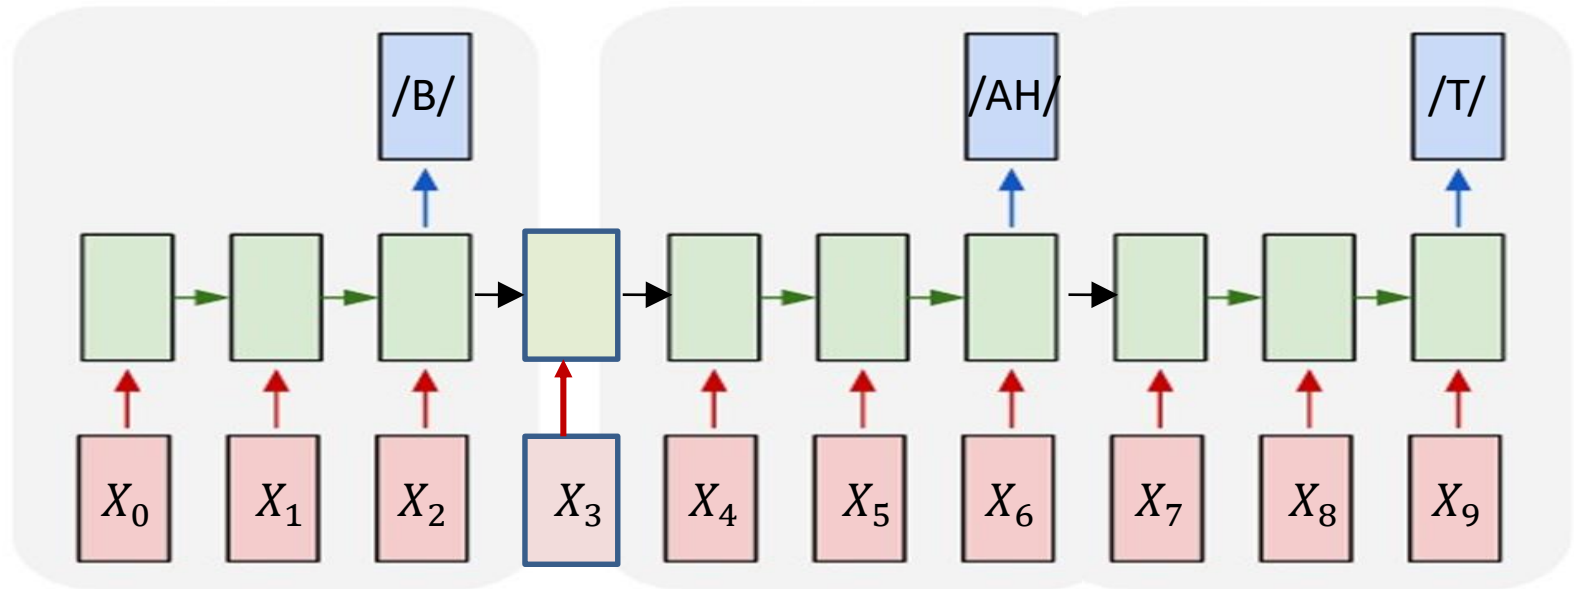 /B/ /AH/ /T/
X₀ X₁ X₂ X₃ X₄ X₅ X₆ X₇ X₈ X₉